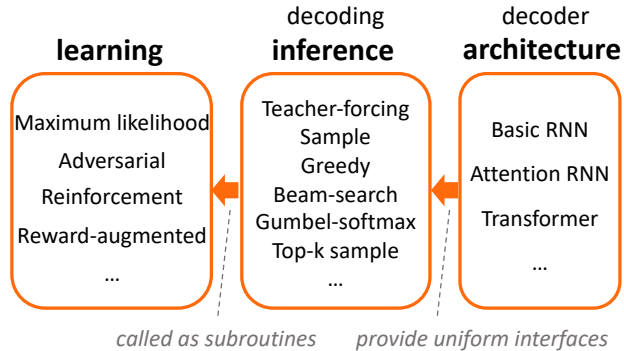 learning
Maximum likelihood
Adversarial
Reinforcement
Reward-augmented
...
decoding
inference
Teacher-forcing
Sample
Greedy
Beam-search
Gumbel-softmax
Top-k sample
...
decoder
architecture
Basic RNN
Attention RNN
Transformer
...
called as subroutines
provide uniform interfaces